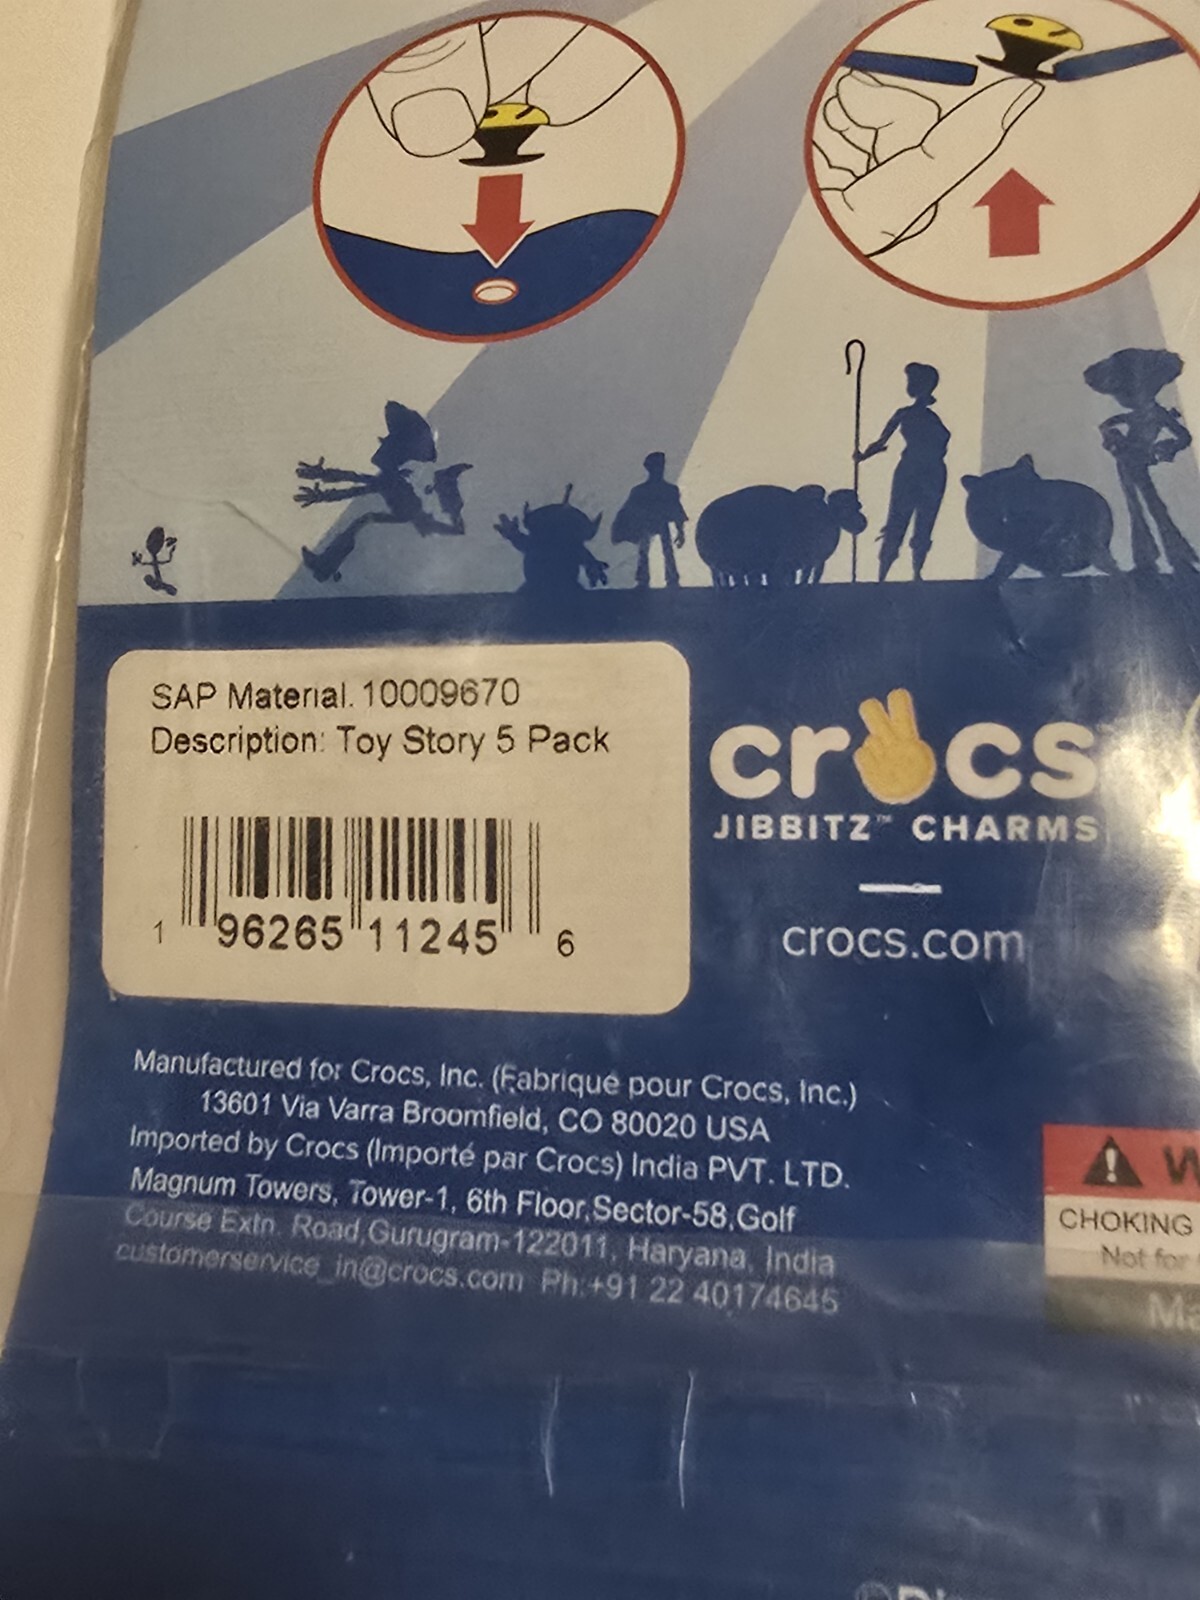 SAP Material. 10009670
Description: Toy Story 5 Pack
1 96265 11245 6
crocs
JIBBITZ™ CHARMS
crocs.com
Manufactured for Crocs, Inc. (Fabrique pour Crocs, Inc.)
13601 Via Varra Broomfield, CO 80020 USA
Imported by Crocs (Importé par Crocs) India PVT. LTD.
Magnum Towers, Tower-1, 6th Floor,Sector-58,Golf
Course Extn. Road,Gurugram-122011, Haryana, India
customerservice_in@crocs.com Ph:+91 22 40174645
CHOKING
Not for